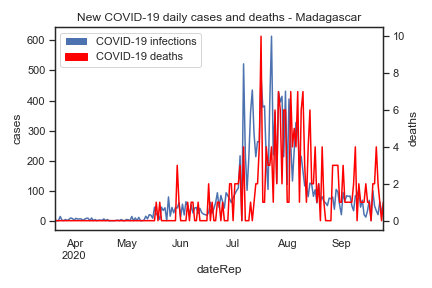 New COVID-19 daily cases and deaths - Madagascar
COVID-19 infections
COVID-19 deaths
600
500
400
300
200
100
0
cases
10
8
6
4
2
0
deaths
Apr
2020
May
Jun
Jul
Aug
Sep
dateRep